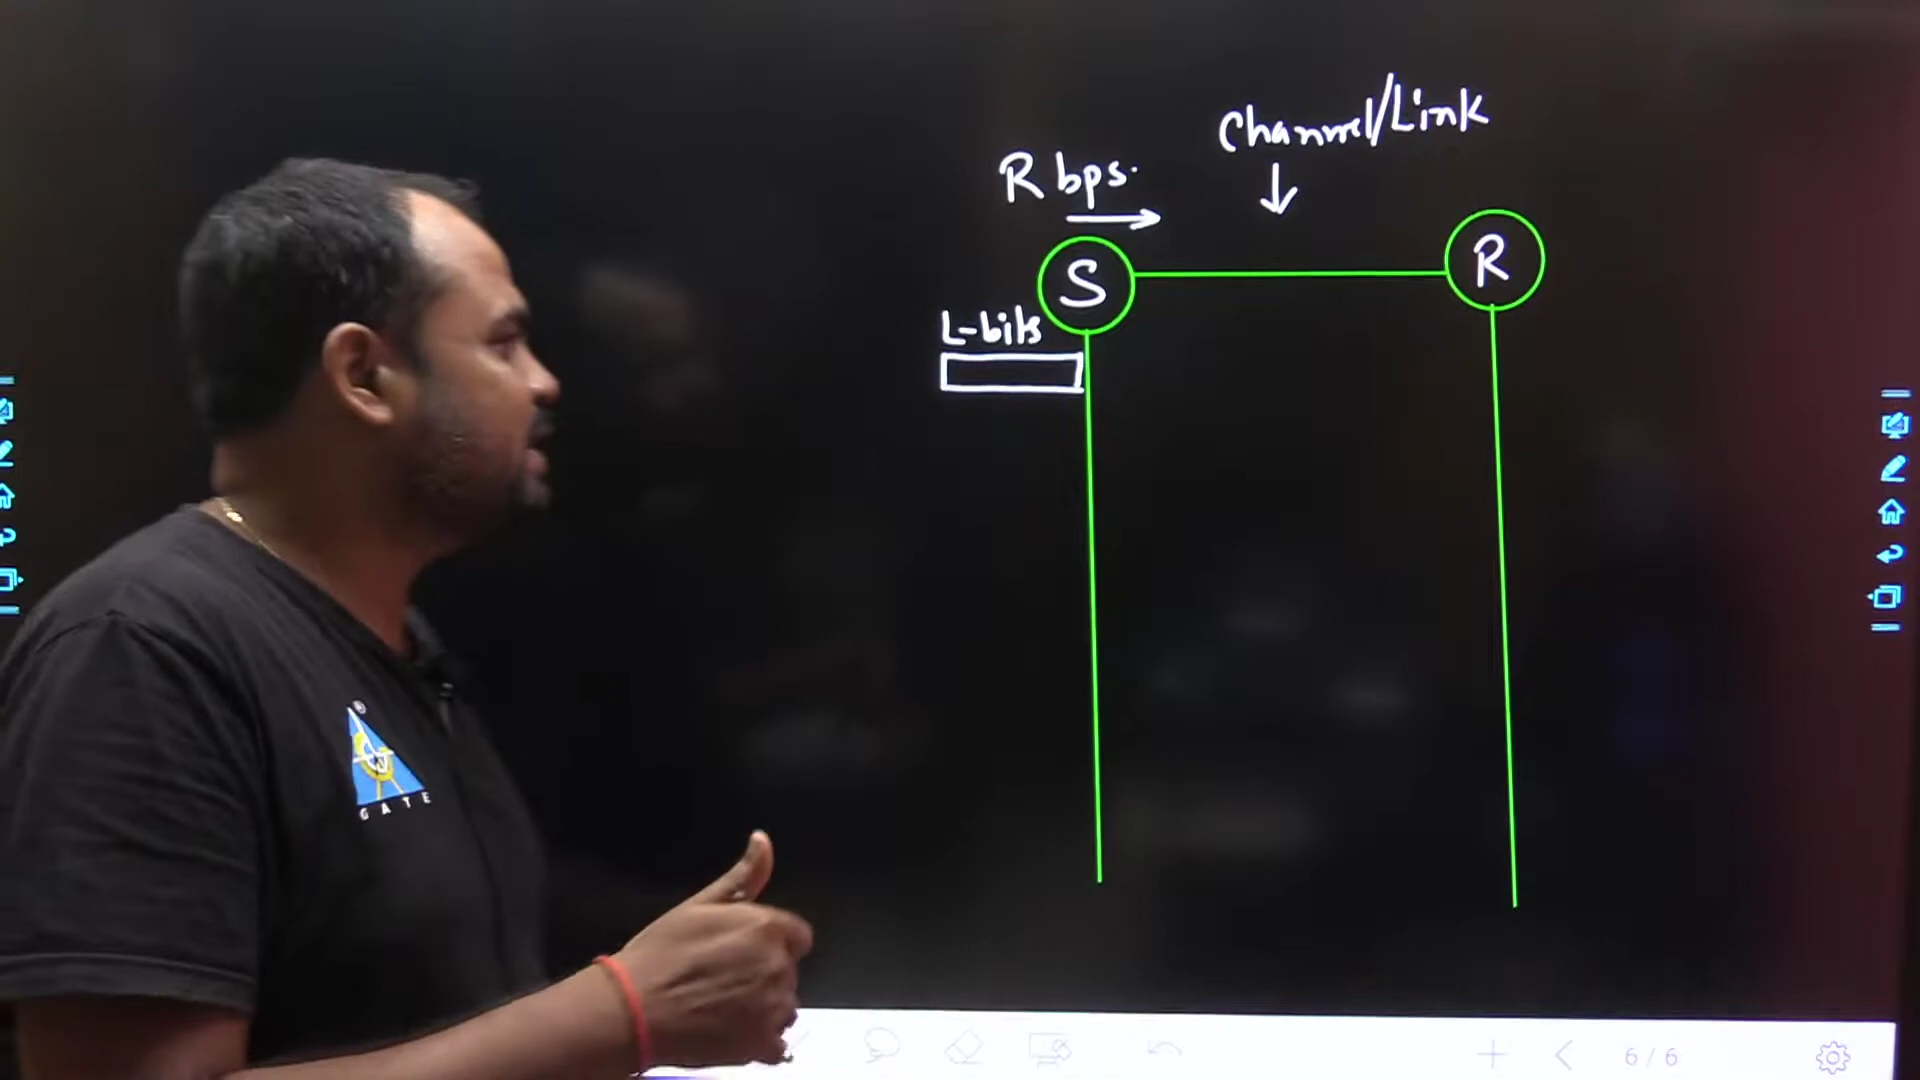 Channel/Link
R bps.
S
R
L-bits
®
GATE
6 / 6